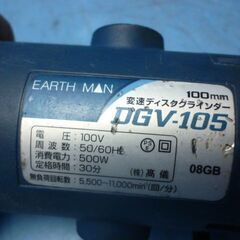 EARTH MAN
100mm
変速ディスクグラインダー
DGV-105
電圧：100V
周波数：50/60Hz
消費電力：500W
定格時間：30分
(株)髙儀
08GB
無負荷回転数：5,500~11,000min⁻¹(回/分)